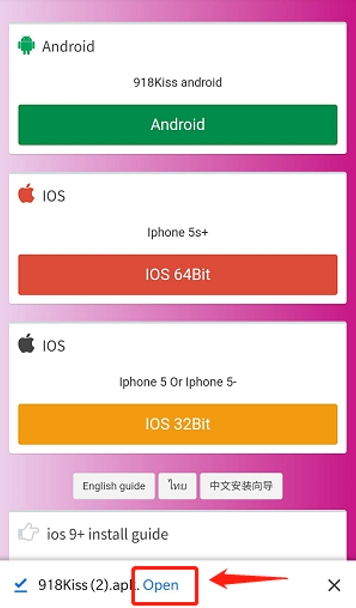 Android
918Kiss android
Android
IOS
Iphone 5s+
IOS 64Bit
IOS
Iphone 5 Or Iphone 5-
IOS 32Bit
English guide ไทย 中文安装向导
ios 9+ install guide
918Kiss (2).apk.. Open